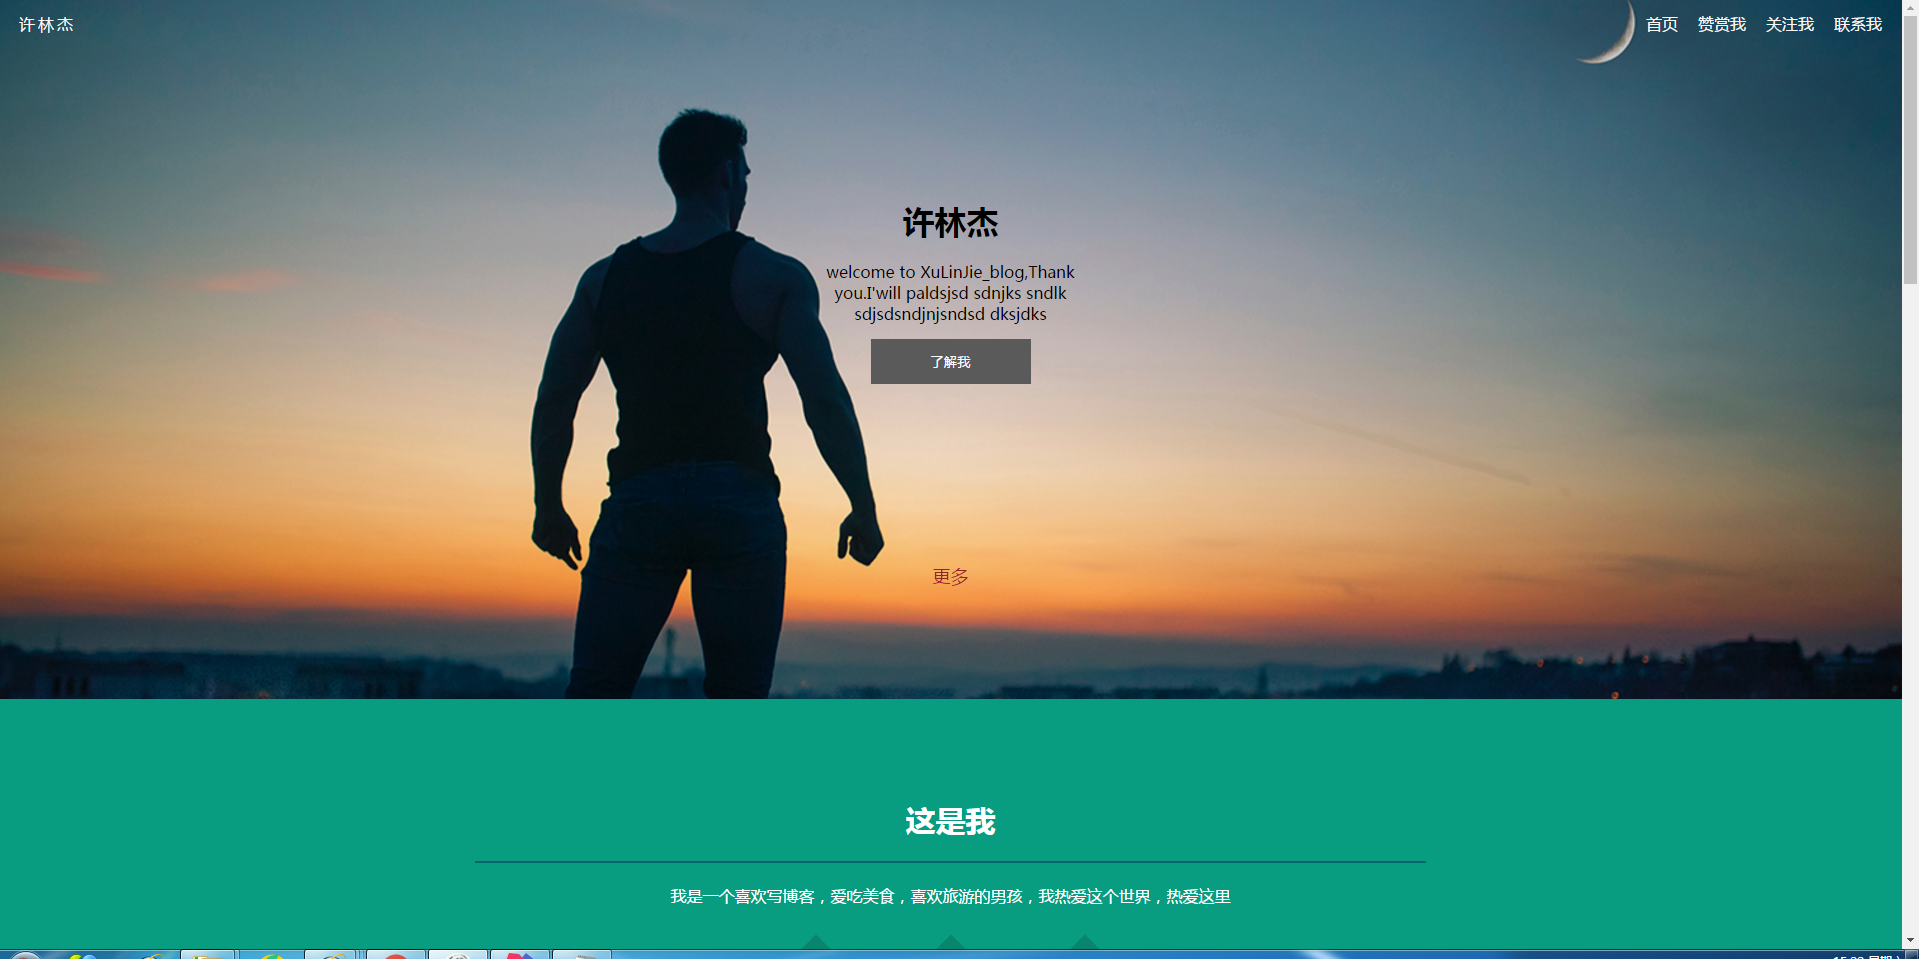 许林杰
首页 赞赏我 关注我 联系我
许林杰
welcome to XuLinJie_blog,Thank
you.I'will paldsjsd sdnjks sndlk
sdjsdsndjnjsndsd dksjdks
了解我
更多
这是我
我是一个喜欢写博客，爱吃美食，喜欢旅游的男孩，我热爱这个世界，热爱这里